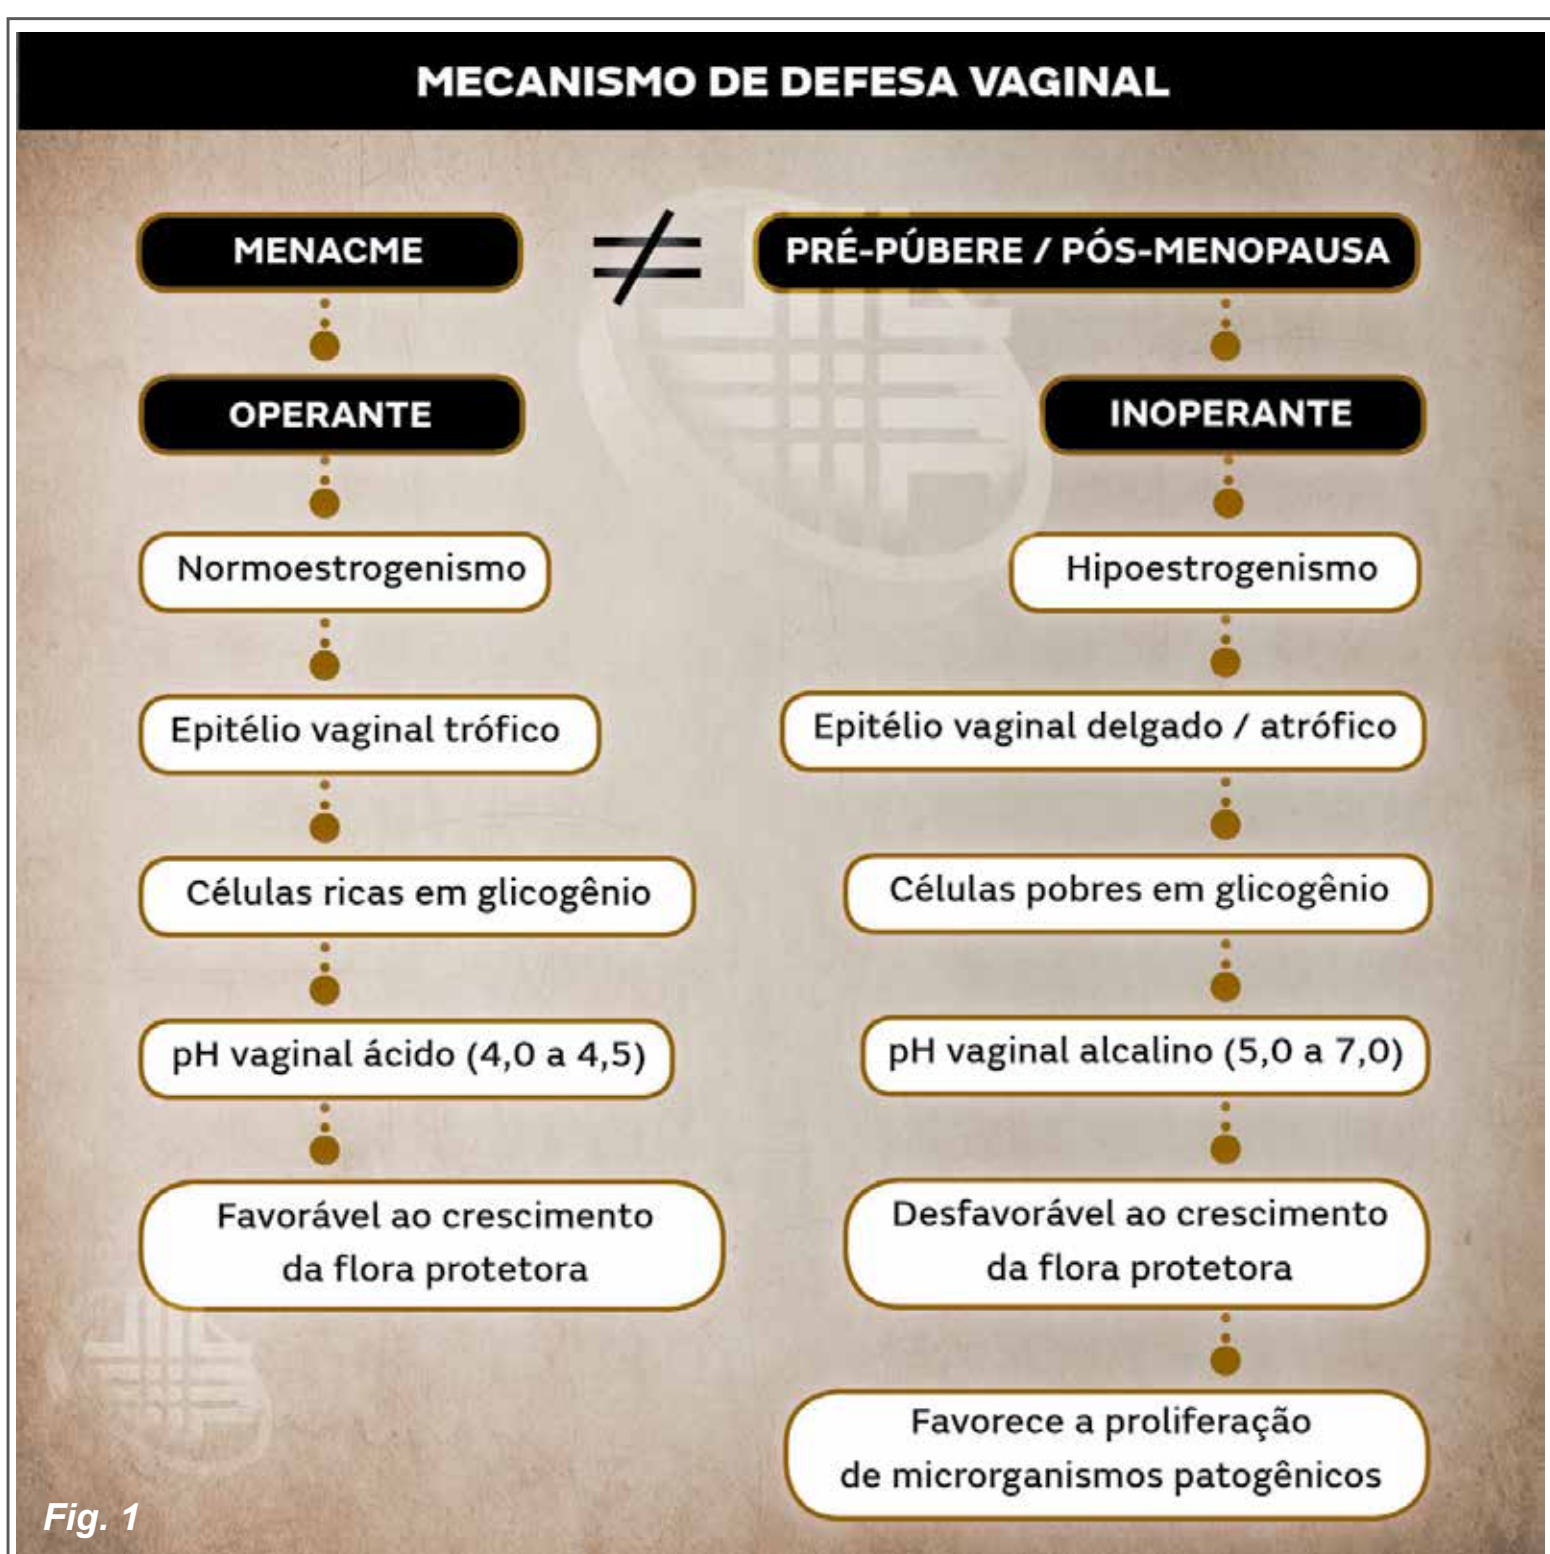 MECANISMO DE DEFESA VAGINAL
MENACME
≠
PRÉ-PÚBERE / PÓS-MENOPAUSA
OPERANTE
INOPERANTE
Normoestrogenismo
Hipoestrogenismo
Epitélio vaginal trófico
Epitélio vaginal delgado / atrófico
Células ricas em glicogênio
Células pobres em glicogênio
pH vaginal ácido (4,0 a 4,5)
pH vaginal alcalino (5,0 a 7,0)
Favorável ao crescimento
da flora protetora
Desfavorável ao crescimento
da flora protetora
Favorece a proliferação
de microrganismos patogênicos
Fig. 1